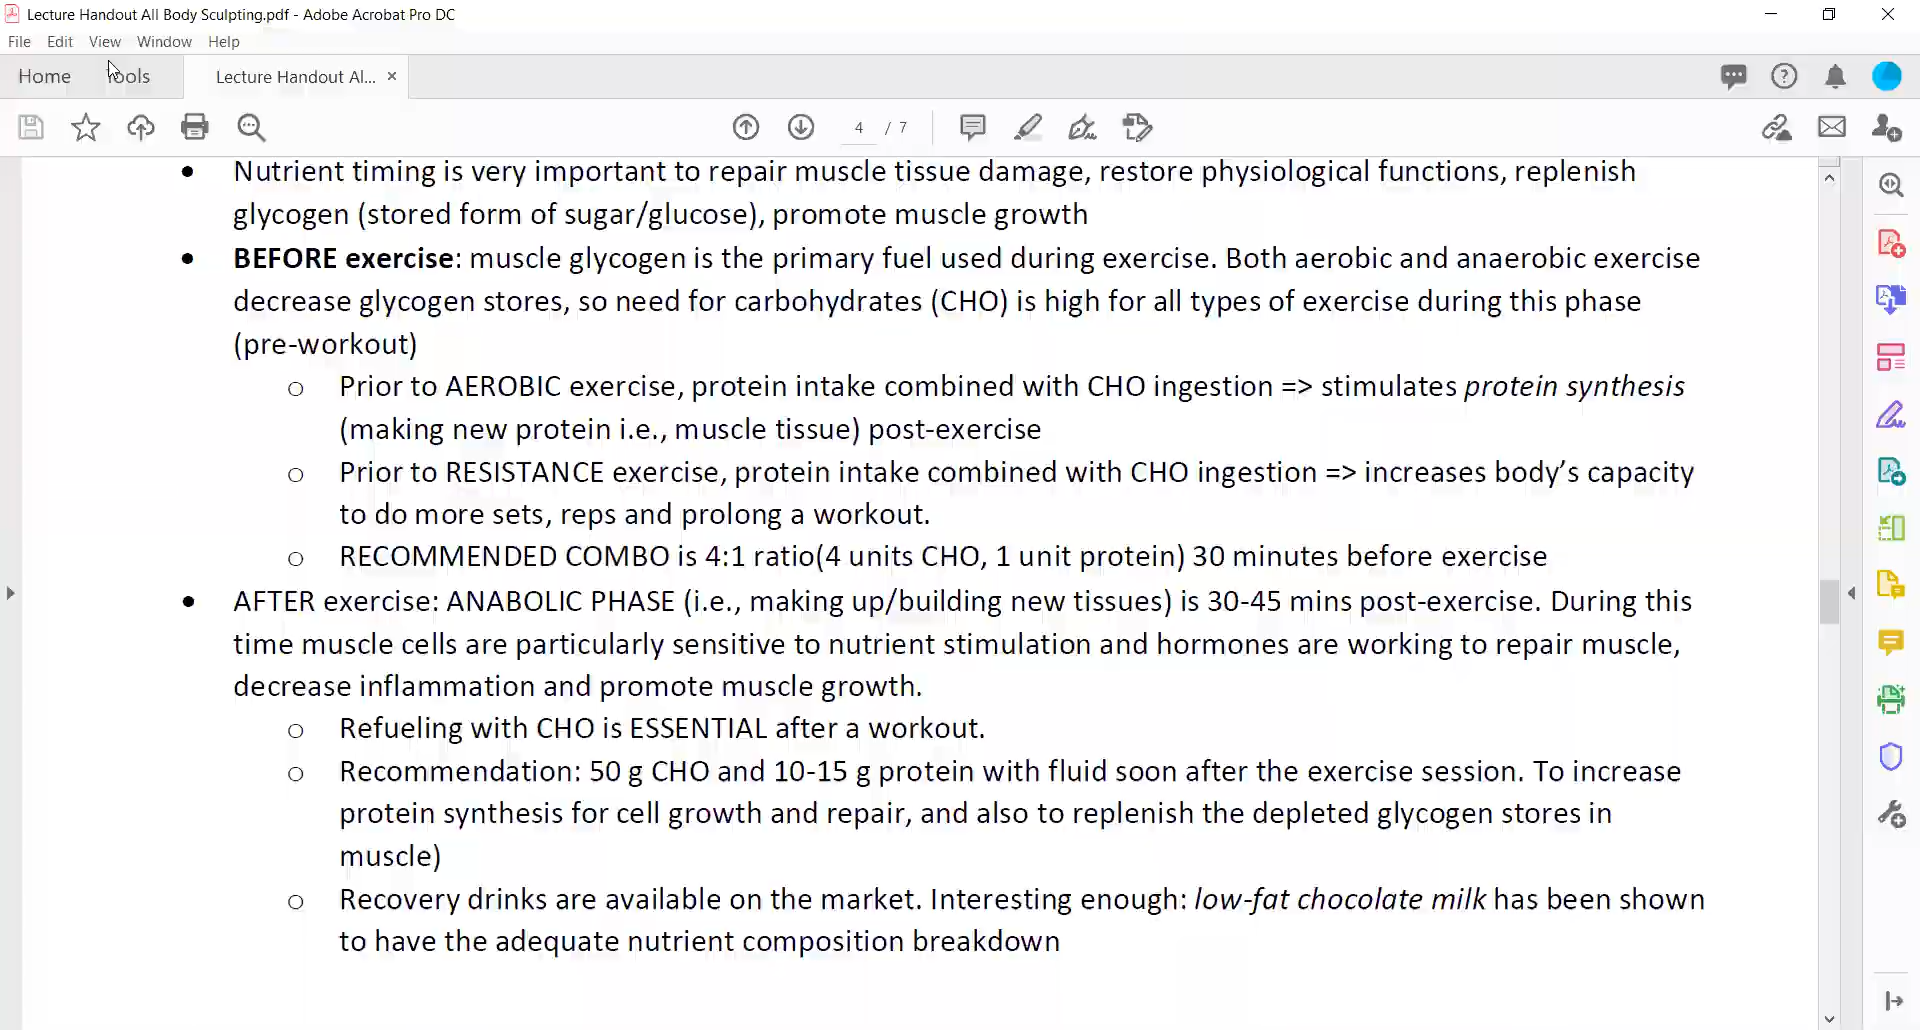 Lecture Handout All Body Sculpting.pdf - Adobe Acrobat Pro DC
File Edit View Window Help
Home Tools Lecture Handout Al... ×
4 / 7
• Nutrient timing is very important to repair muscle tissue damage, restore physiological functions, replenish
glycogen (stored form of sugar/glucose), promote muscle growth
• BEFORE exercise: muscle glycogen is the primary fuel used during exercise. Both aerobic and anaerobic exercise
decrease glycogen stores, so need for carbohydrates (CHO) is high for all types of exercise during this phase
(pre-workout)
o Prior to AEROBIC exercise, protein intake combined with CHO ingestion => stimulates protein synthesis
(making new protein i.e., muscle tissue) post-exercise
o Prior to RESISTANCE exercise, protein intake combined with CHO ingestion => increases body’s capacity
to do more sets, reps and prolong a workout.
o RECOMMENDED COMBO is 4:1 ratio(4 units CHO, 1 unit protein) 30 minutes before exercise
• AFTER exercise: ANABOLIC PHASE (i.e., making up/building new tissues) is 30-45 mins post-exercise. During this
time muscle cells are particularly sensitive to nutrient stimulation and hormones are working to repair muscle,
decrease inflammation and promote muscle growth.
o Refueling with CHO is ESSENTIAL after a workout.
o Recommendation: 50 g CHO and 10-15 g protein with fluid soon after the exercise session. To increase
protein synthesis for cell growth and repair, and also to replenish the depleted glycogen stores in
muscle)
o Recovery drinks are available on the market. Interesting enough: low-fat chocolate milk has been shown
to have the adequate nutrient composition breakdown